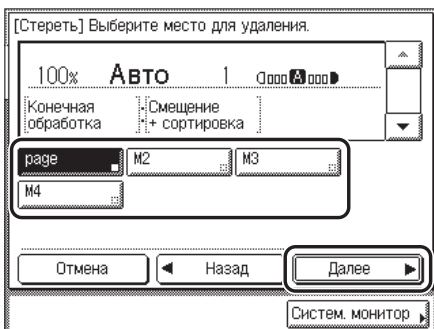 [Стереть] Выберите место для удаления.
100% Авто 1 A
Конечная обработка
Смещение + сортировка
page M2 M3
M4
Отмена ◄ Назад Далее ►
Систем. монитор